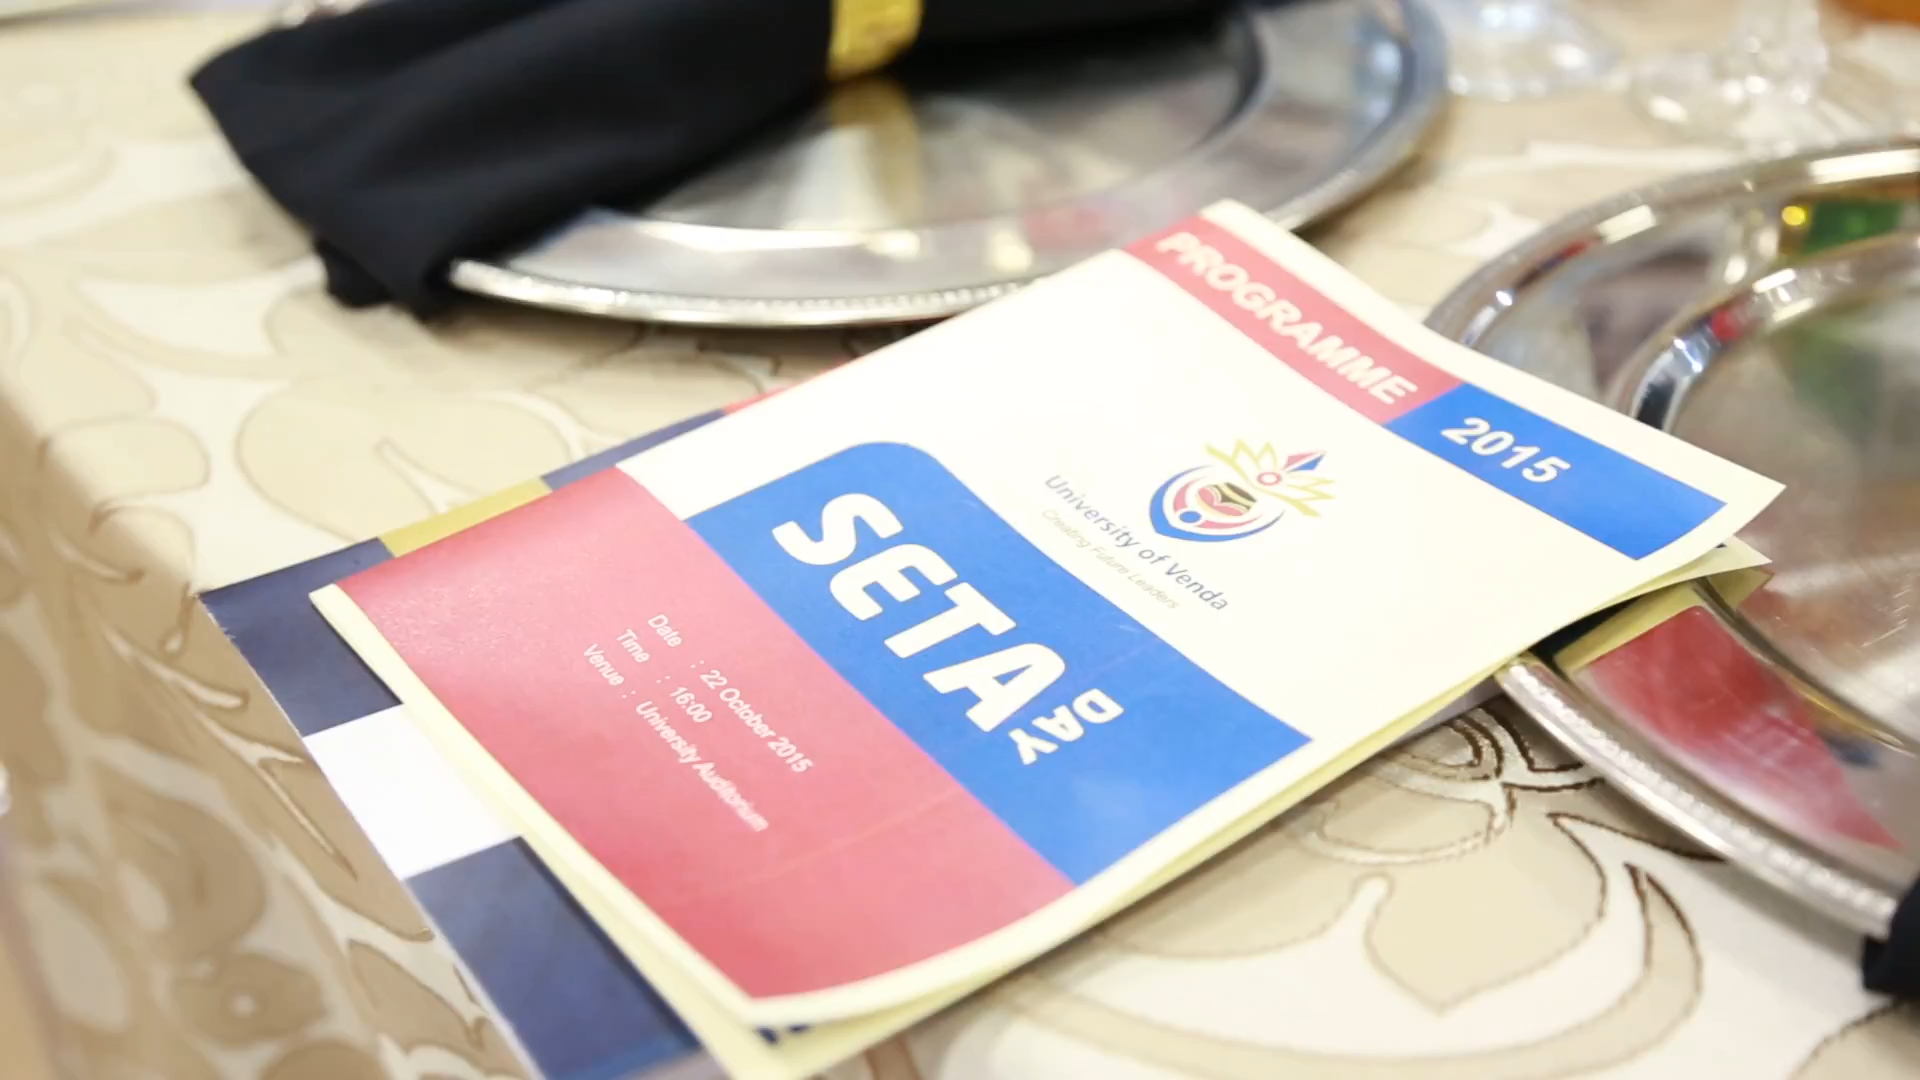 PROGRAMME 2015
University of Venda
Creating Future Leaders
SETA DAY
Date : 22 October 2015
Time : 16:00
Venue : University Auditorium